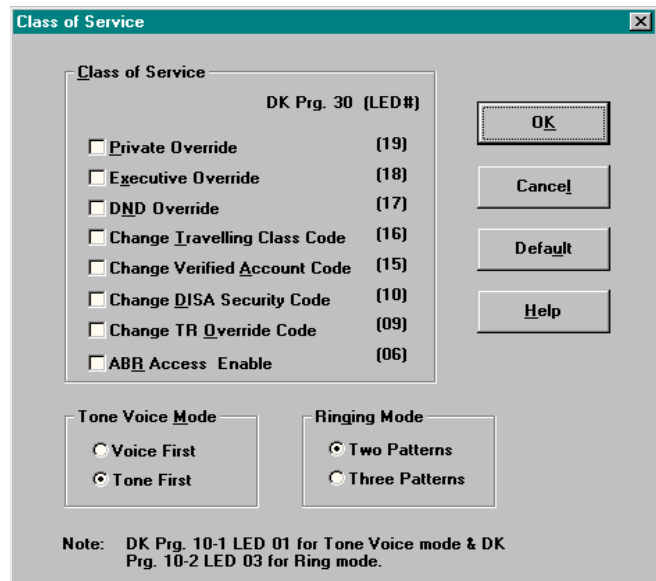 Class of Service
Class of Service
DK Prg. 30 (LED#)
Private Override (19)
Executive Override (18)
DND Override (17)
Change Travelling Class Code (16)
Change Verified Account Code (15)
Change DISA Security Code (10)
Change TR Override Code (09)
ABR Access Enable (06)
OK
Cancel
Default
Help
Tone Voice Mode
Voice First
Tone First
Ringing Mode
Two Patterns
Three Patterns
Note: DK Prg. 10-1 LED 01 for Tone Voice mode & DK
Prg. 10-2 LED 03 for Ring mode.